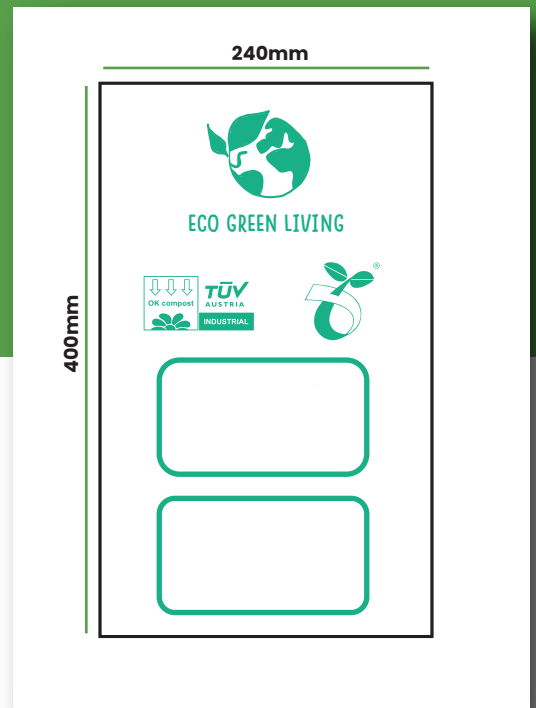 240mm
400mm
ECO GREEN LIVING
OK compost
TÜV
AUSTRIA
INDUSTRIAL
®